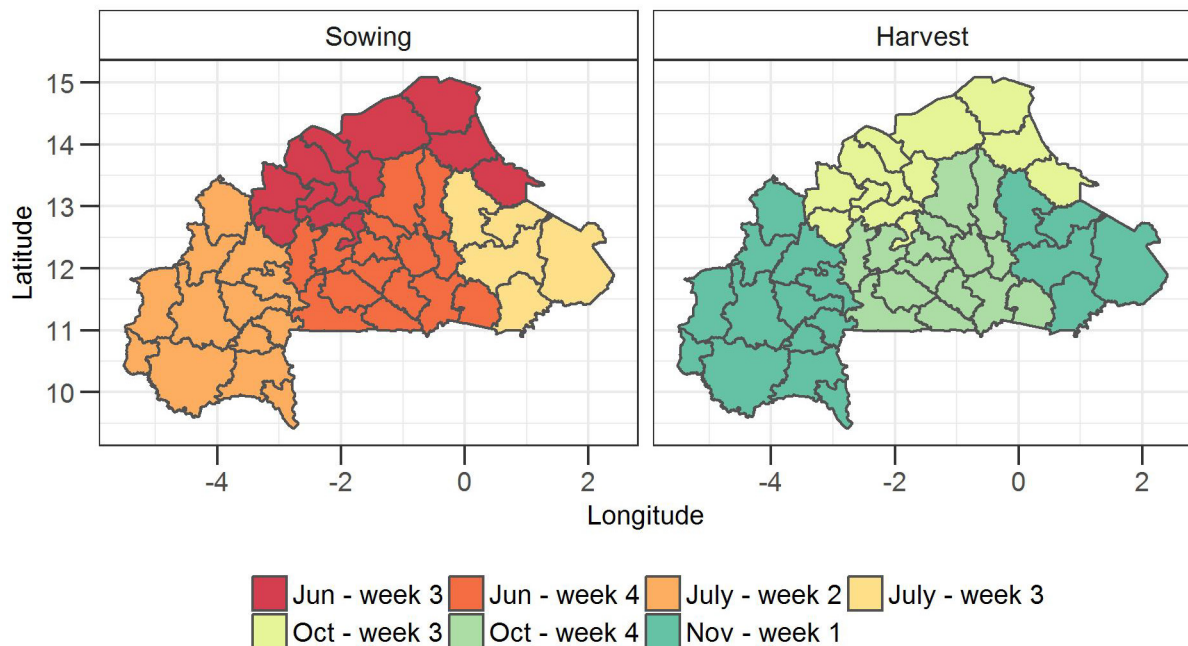 Sowing Harvest
15
14
13
12
11
10
Latitude
-4 -2 0 2 -4 -2 0 2
Longitude
Jun - week 3 Jun - week 4 July - week 2 July - week 3
Oct - week 3 Oct - week 4 Nov - week 1